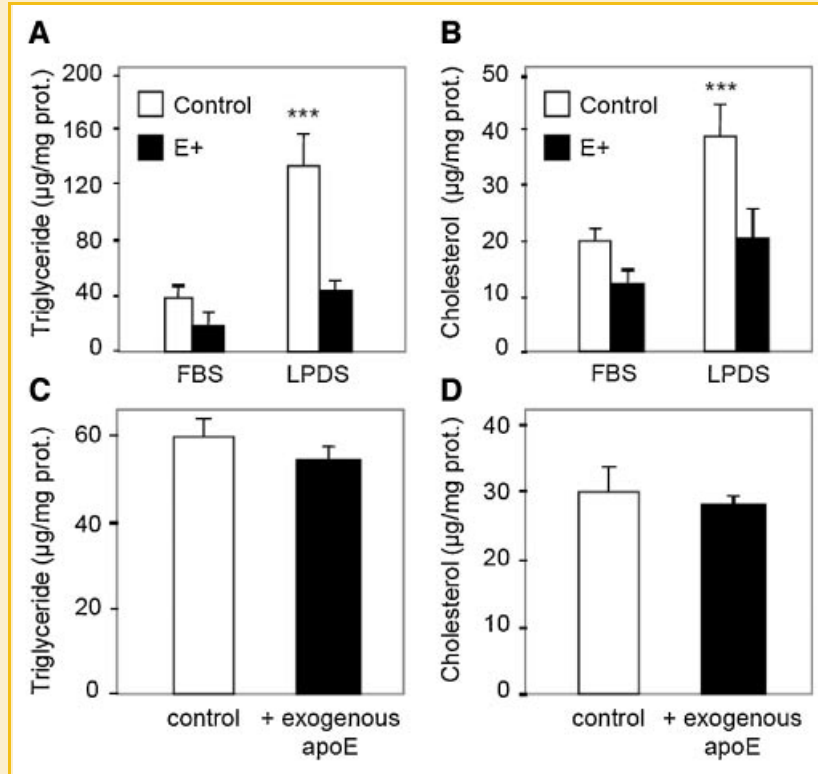 A
Triglyceride (µg/mg prot.)
200
160
120
80
40
0
Control
E+
***
FBS LPDS
B
Cholesterol (µg/mg prot.)
50
40
30
20
10
0
Control
E+
***
FBS LPDS
C
Triglyceride (µg/mg prot.)
60
40
20
0
control + exogenous
apoE
D
Cholesterol (µg/mg prot.)
40
30
20
10
0
control + exogenous
apoE